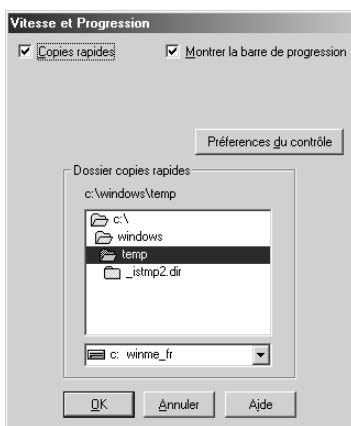 Vitesse et Progression
Copies rapides Montrer la barre de progression
Préferences du contrôle
Dossier copies rapides
c:\windows\temp
c:\
windows
temp
_istmp2.dir
c: winme_fr
OK Annuler Aide